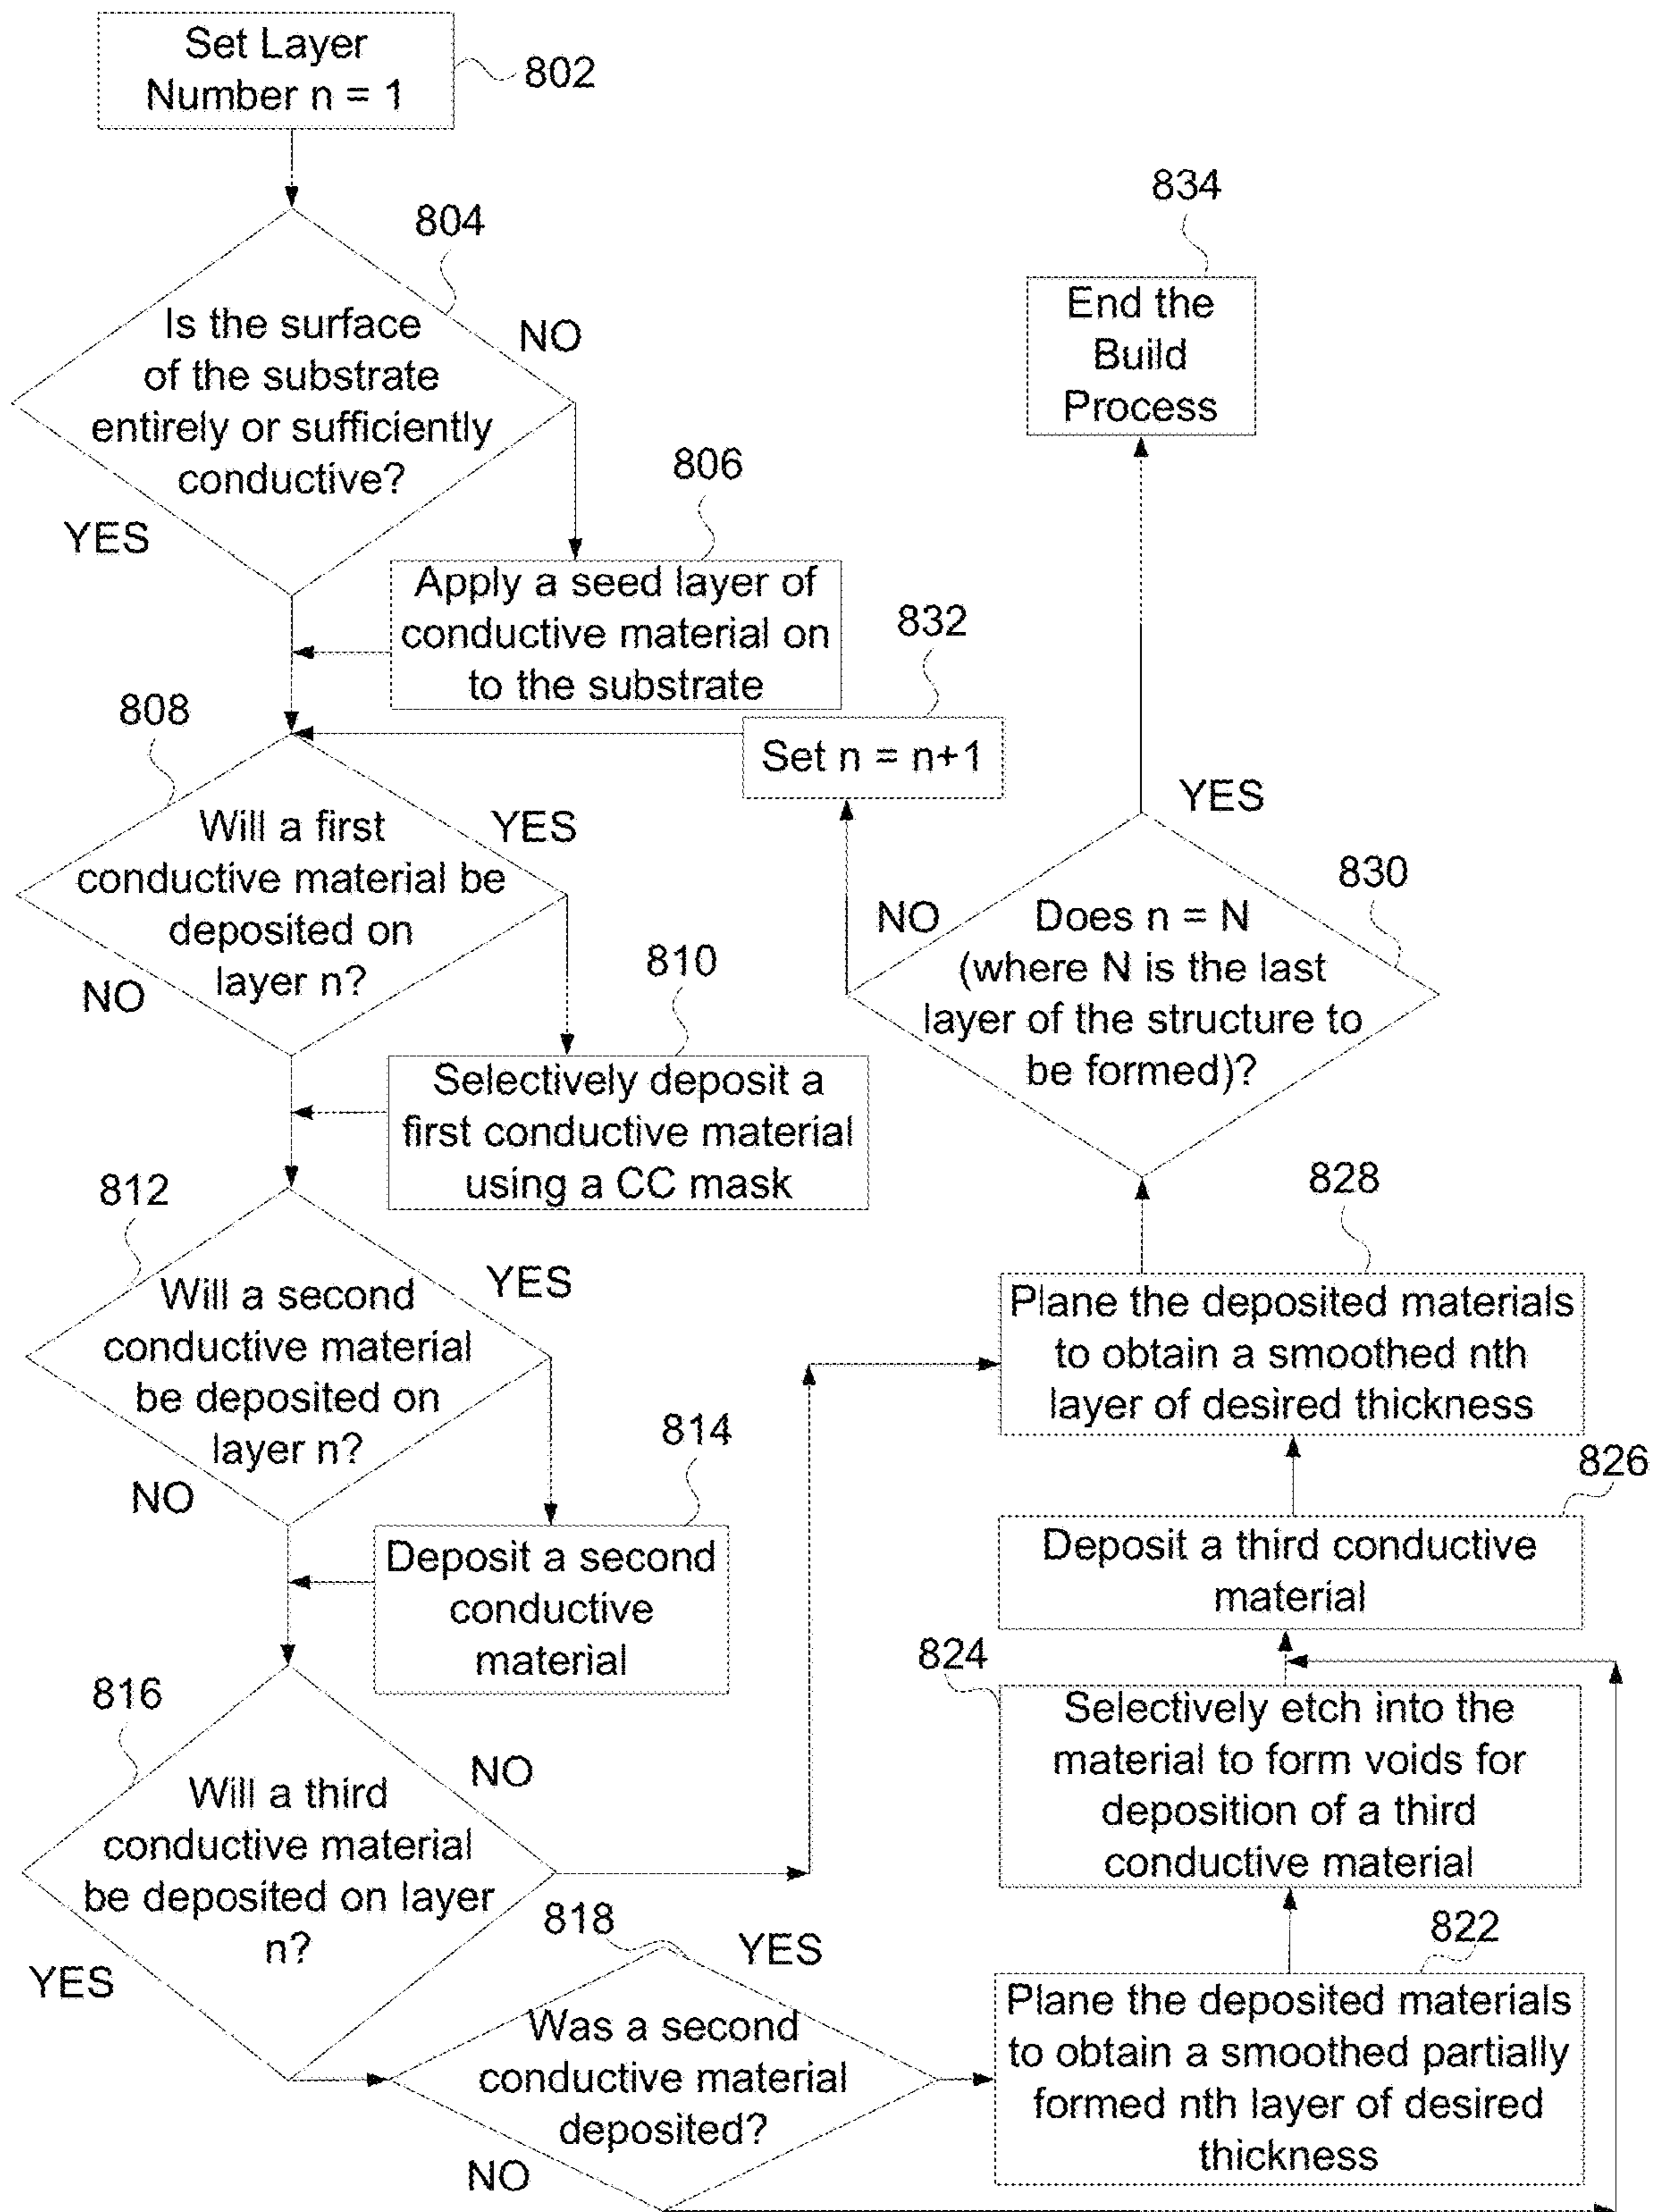 Set Layer
Number n = 1
802
804
Is the surface
of the substrate
entirely or sufficiently
conductive?
NO
YES
806
Apply a seed layer of
conductive material on
to the substrate
808
Will a first
conductive material be
deposited on
layer n?
YES
NO
810
Selectively deposit a
first conductive material
using a CC mask
812
Will a second
conductive material
be deposited on
layer n?
YES
NO
814
Deposit a second
conductive
material
816
Will a third
conductive material
be deposited on layer
n?
NO
YES
818
Was a second
conductive material
deposited?
YES
NO
822
Plane the deposited materials
to obtain a smoothed partially
formed nth layer of desired
thickness
824
Selectively etch into the
material to form voids for
deposition of a third
conductive material
826
Deposit a third conductive
material
828
Plane the deposited materials
to obtain a smoothed nth
layer of desired thickness
830
Does n = N
(where N is the last
layer of the structure to
be formed)?
NO
YES
832
Set n = n+1
834
End the
Build
Process